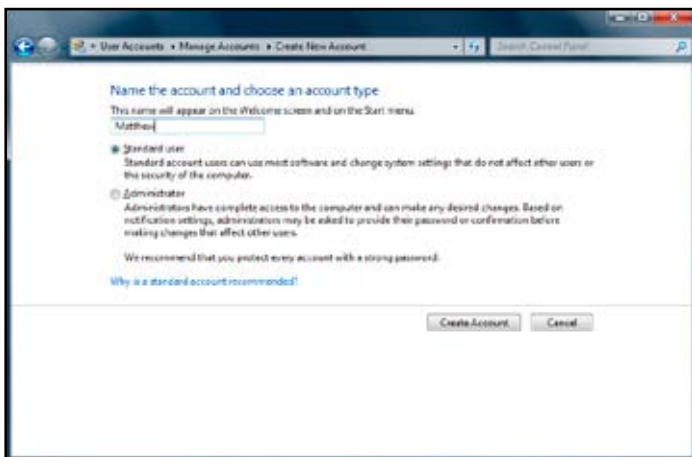 « User Accounts ▸ Manage Accounts ▸ Create New Account
Search Control Panel
Name the account and choose an account type
This name will appear on the Welcome screen and on the Start menu.
Matthew
Standard user
Standard account users can use most software and change system settings that do not affect other users or
the security of the computer.
Administrator
Administrators have complete access to the computer and can make any desired changes. Based on
notification settings, administrators may be asked to provide their password or confirmation before
making changes that affect other users.
We recommend that you protect every account with a strong password.
Why is a standard account recommended?
Create Account
Cancel